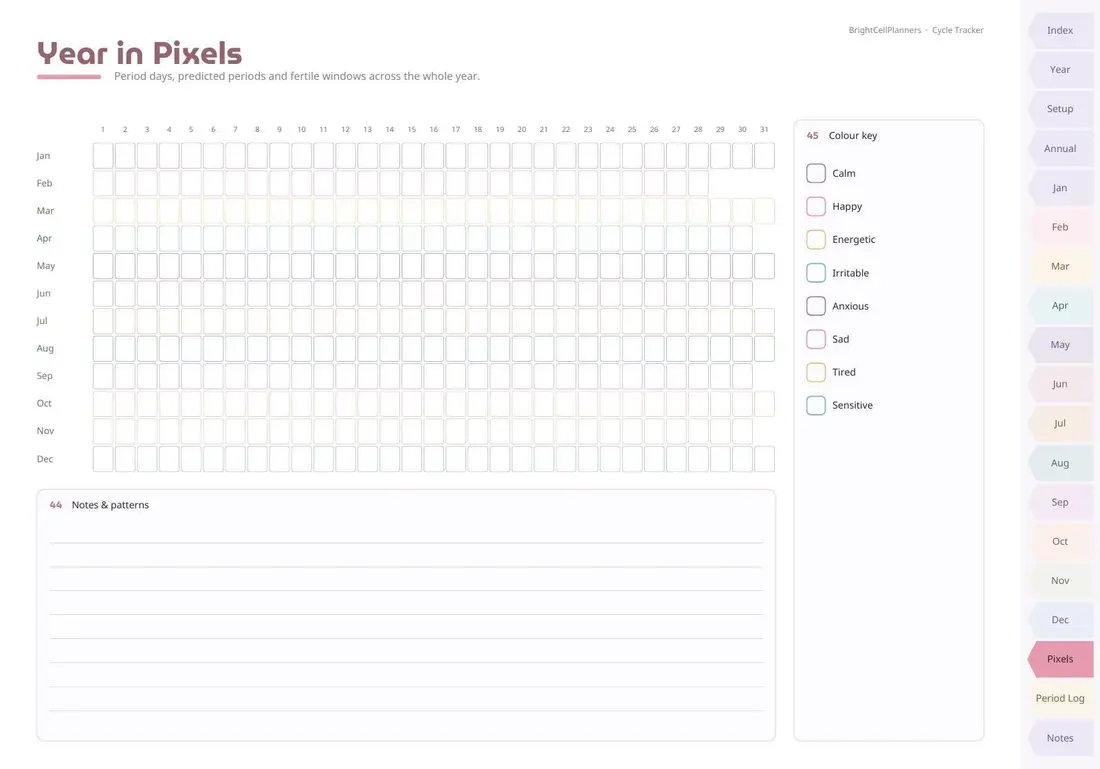 BrightCellPlanners - Cycle Tracker
Year in Pixels
Period days, predicted periods and fertile windows across the whole year.
1 2 3 4 5 6 7 8 9 10 11 12 13 14 15 16 17 18 19 20 21 22 23 24 25 26 27 28 29 30 31
Jan
Feb
Mar
Apr
May
Jun
Jul
Aug
Sep
Oct
Nov
Dec
44 Notes & patterns
45 Colour key
Calm
Happy
Energetic
Irritable
Anxious
Sad
Tired
Sensitive
Index
Year
Setup
Annual
Jan
Feb
Mar
Apr
May
Jun
Jul
Aug
Sep
Oct
Nov
Dec
Pixels
Period Log
Notes